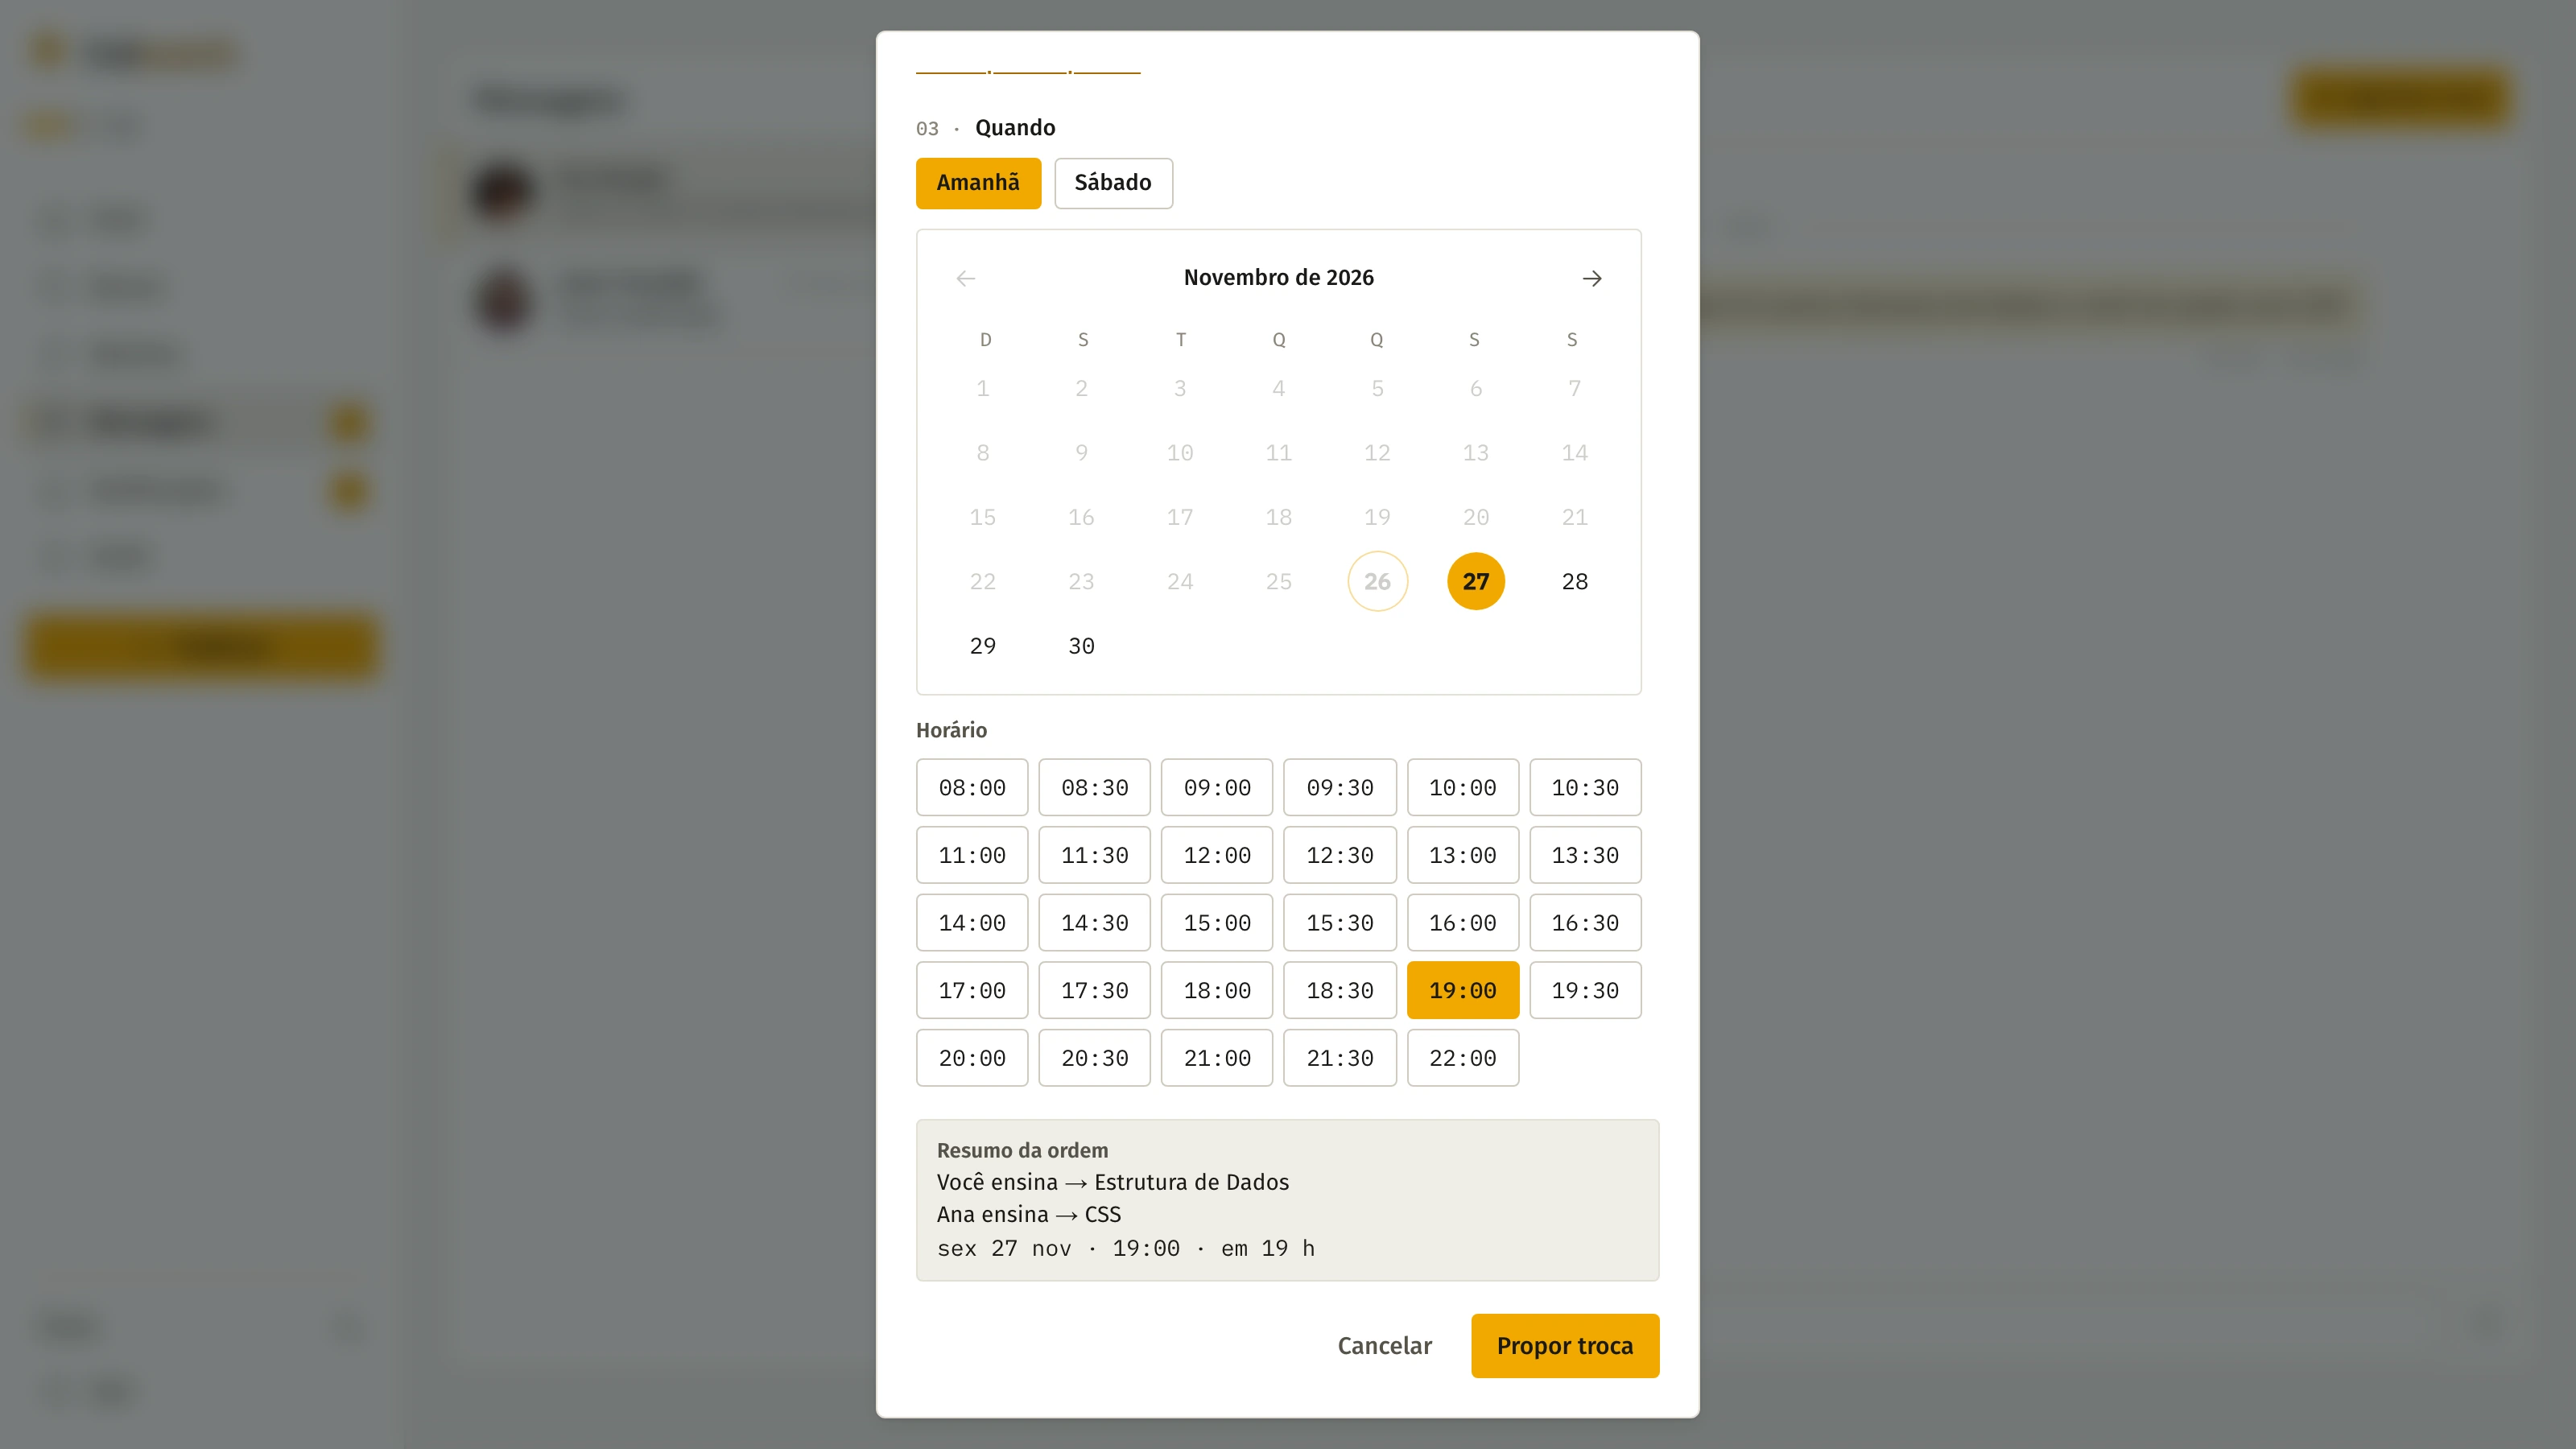 03 · Quando
Amanhã Sábado
← Novembro de 2026 →
D S T Q Q S S
1 2 3 4 5 6 7
8 9 10 11 12 13 14
15 16 17 18 19 20 21
22 23 24 25 26 27 28
29 30
Horário
08:00 08:30 09:00 09:30 10:00 10:30
11:00 11:30 12:00 12:30 13:00 13:30
14:00 14:30 15:00 15:30 16:00 16:30
17:00 17:30 18:00 18:30 19:00 19:30
20:00 20:30 21:00 21:30 22:00
Resumo da ordem
Você ensina → Estrutura de Dados
Ana ensina → CSS
sex 27 nov · 19:00 · em 19 h
Cancelar Propor troca